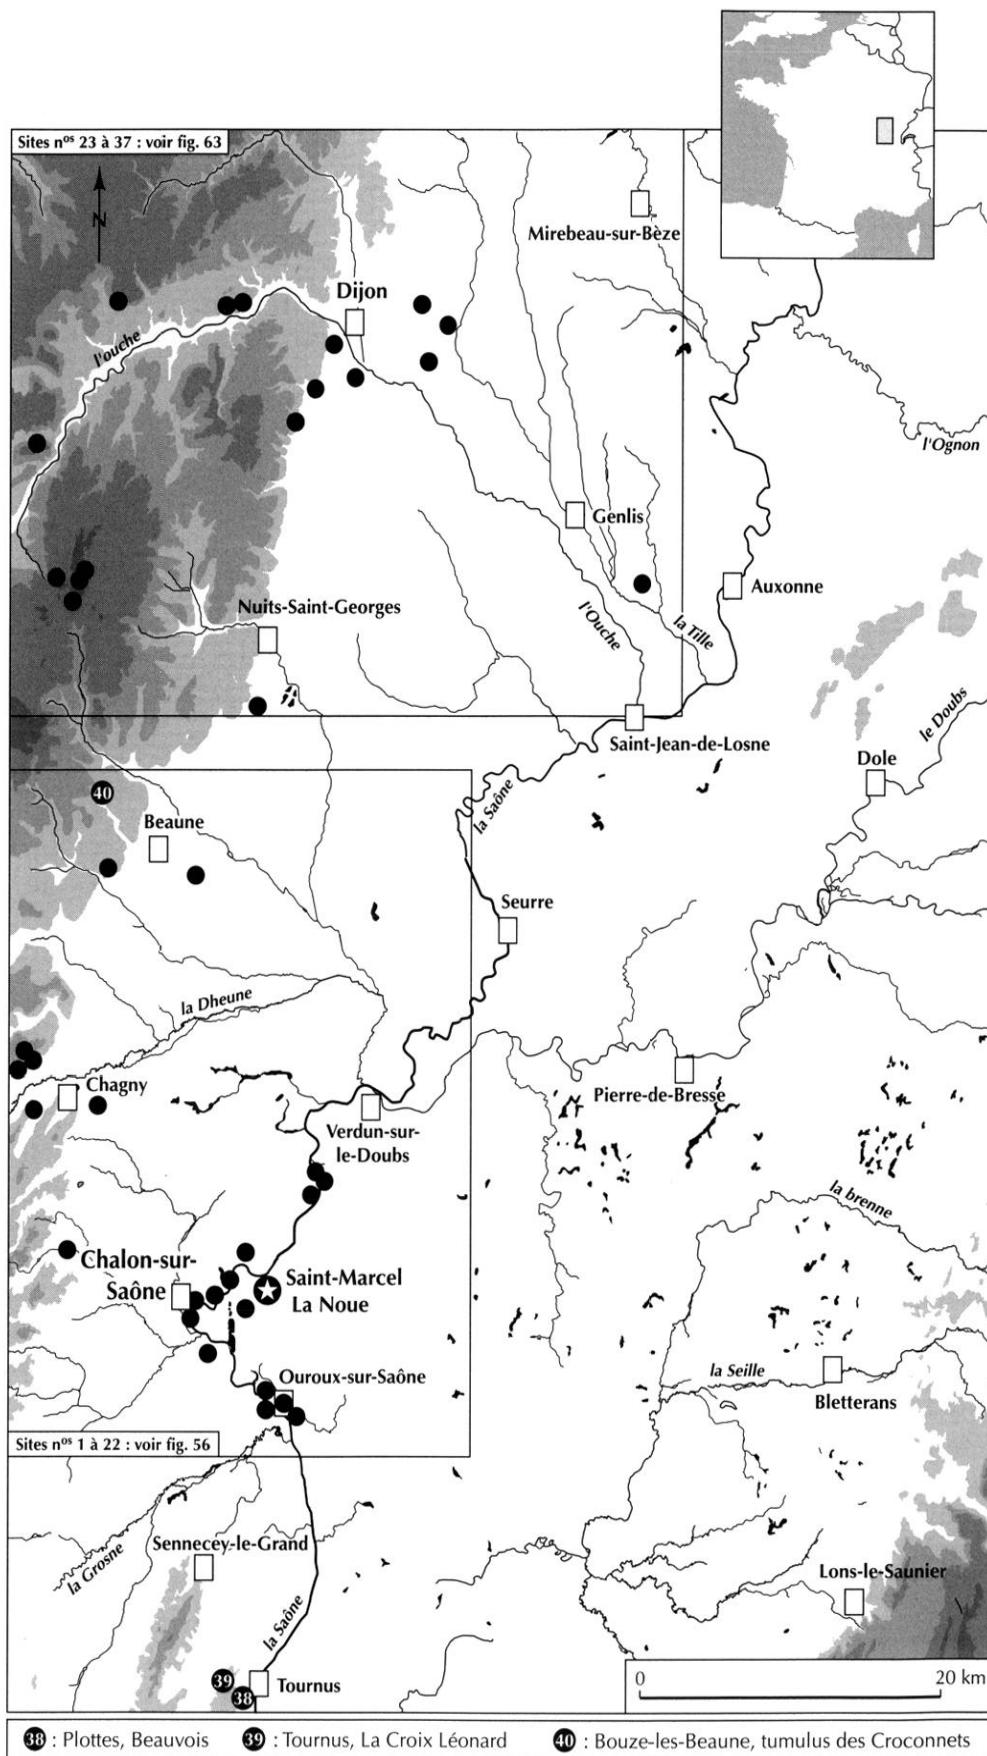 Sites nos 23 à 37 : voir fig. 63
N
Mirebeau-sur-Bèze
Dijon
l'ouche
l'Ognon
Genlis
Auxonne
Nuits-Saint-Georges
l'Ouche
la Tille
Saint-Jean-de-Losne
le Doubs
Dole
la Saône
40
Beaune
Seurre
la Dheune
Chagny
Pierre-de-Bresse
Verdun-sur-
le-Doubs
la brenne
Chalon-sur-
Saône
Saint-Marcel
La Noue
la Seille
Ouroux-sur-Saône
Bletterans
Sites nos 1 à 22 : voir fig. 56
Sennecey-le-Grand
la Grosne
Lons-le-Saunier
la Saône
39
38
Tournus
0 20 km
38 : Plottes, Beauvois 39 : Tournus, La Croix Léonard 40 : Bouze-les-Beaune, tumulus des Croconnets